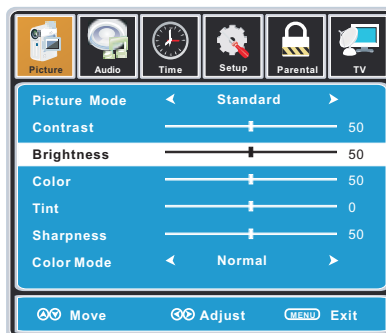 Picture Audio Time Setup Parental TV
Picture Mode Standard
Contrast 50
Brightness 50
Color 50
Tint 0
Sharpness 50
Color Mode Normal
Move Adjust MENU Exit